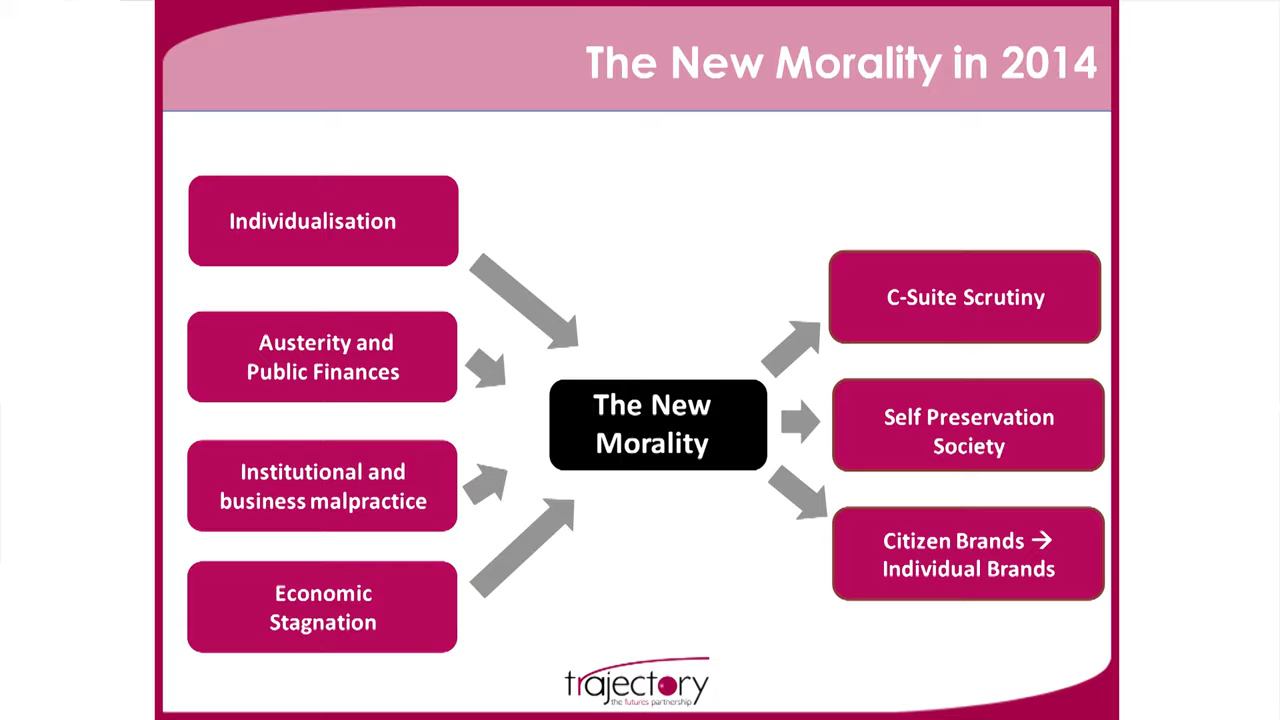 The New Morality in 2014
Individualisation
Austerity and
Public Finances
Institutional and
business malpractice
Economic
Stagnation
The New
Morality
C-Suite Scrutiny
Self Preservation
Society
Citizen Brands →
Individual Brands
trajectory
the futures partnership